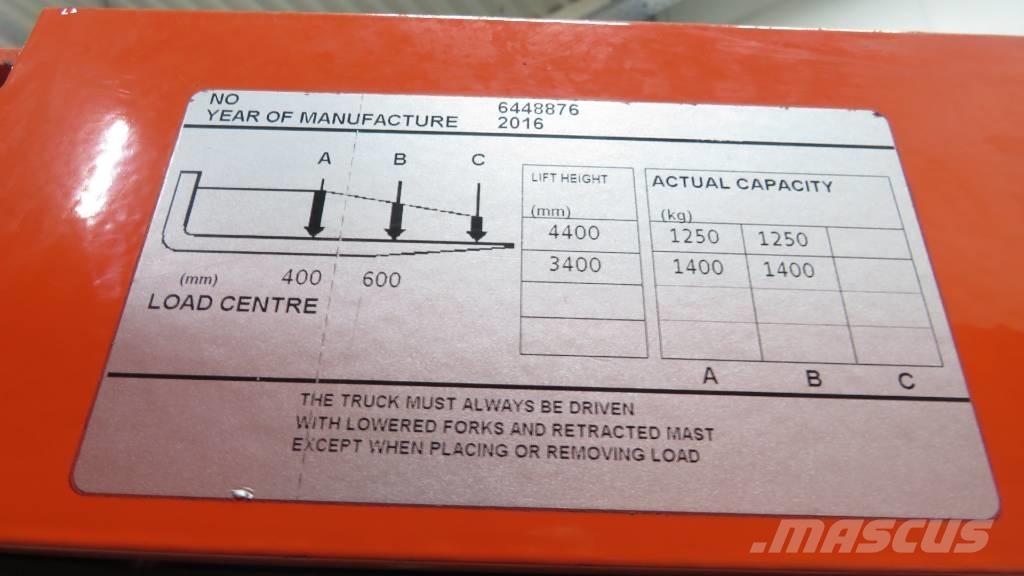 NO 6448876
YEAR OF MANUFACTURE 2016
A B C
LIFT HEIGHT ACTUAL CAPACITY
(mm) (kg)
4400 1250 1250
3400 1400 1400
(mm) 400 600
LOAD CENTRE
A B C
THE TRUCK MUST ALWAYS BE DRIVEN
WITH LOWERED FORKS AND RETRACTED MAST
EXCEPT WHEN PLACING OR REMOVING LOAD
MASCUS